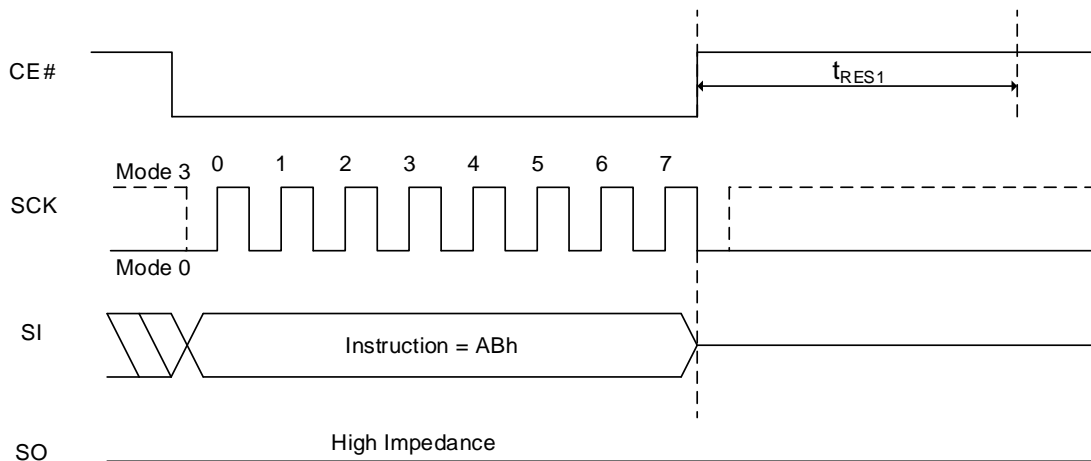 CE#
tRES1
Mode 3
0 1 2 3 4 5 6 7
SCK
Mode 0
SI
Instruction = ABh
High Impedance
SO